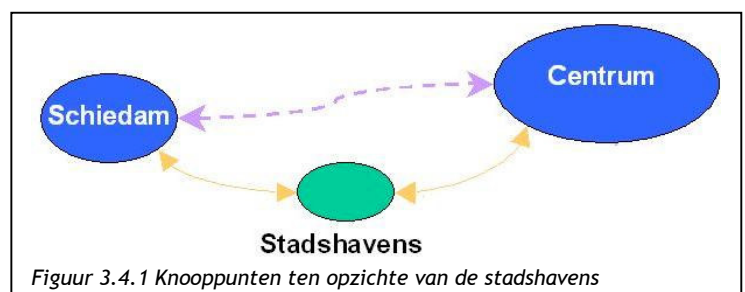 Centrum
Schiedam
Stadshavens
Figuur 3.4.1 Knooppunten ten opzichte van de stadshavens